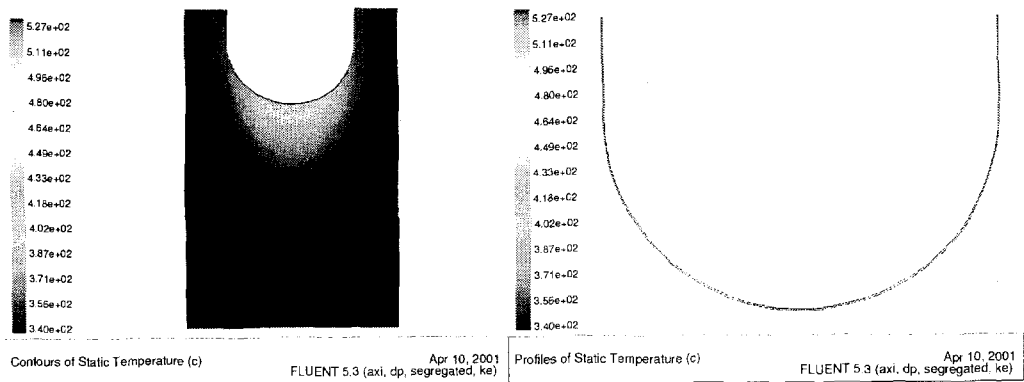 5.27e+02
5.11e+02
4.96e+02
4.80e+02
4.64e+02
4.49e+02
4.33e+02
4.18e+02
4.02e+02
3.87e+02
3.71e+02
3.56e+02
3.40e+02
Contours of Static Temperature (c)
Apr 10, 2001
FLUENT 5.3 (axi, dp, segregated, ke)
5.27e+02
5.11e+02
4.96e+02
4.80e+02
4.64e+02
4.49e+02
4.33e+02
4.18e+02
4.02e+02
3.87e+02
3.71e+02
3.56e+02
3.40e+02
Profiles of Static Temperature (c)
Apr 10, 2001
FLUENT 5.3 (axi, dp, segregated, ke)